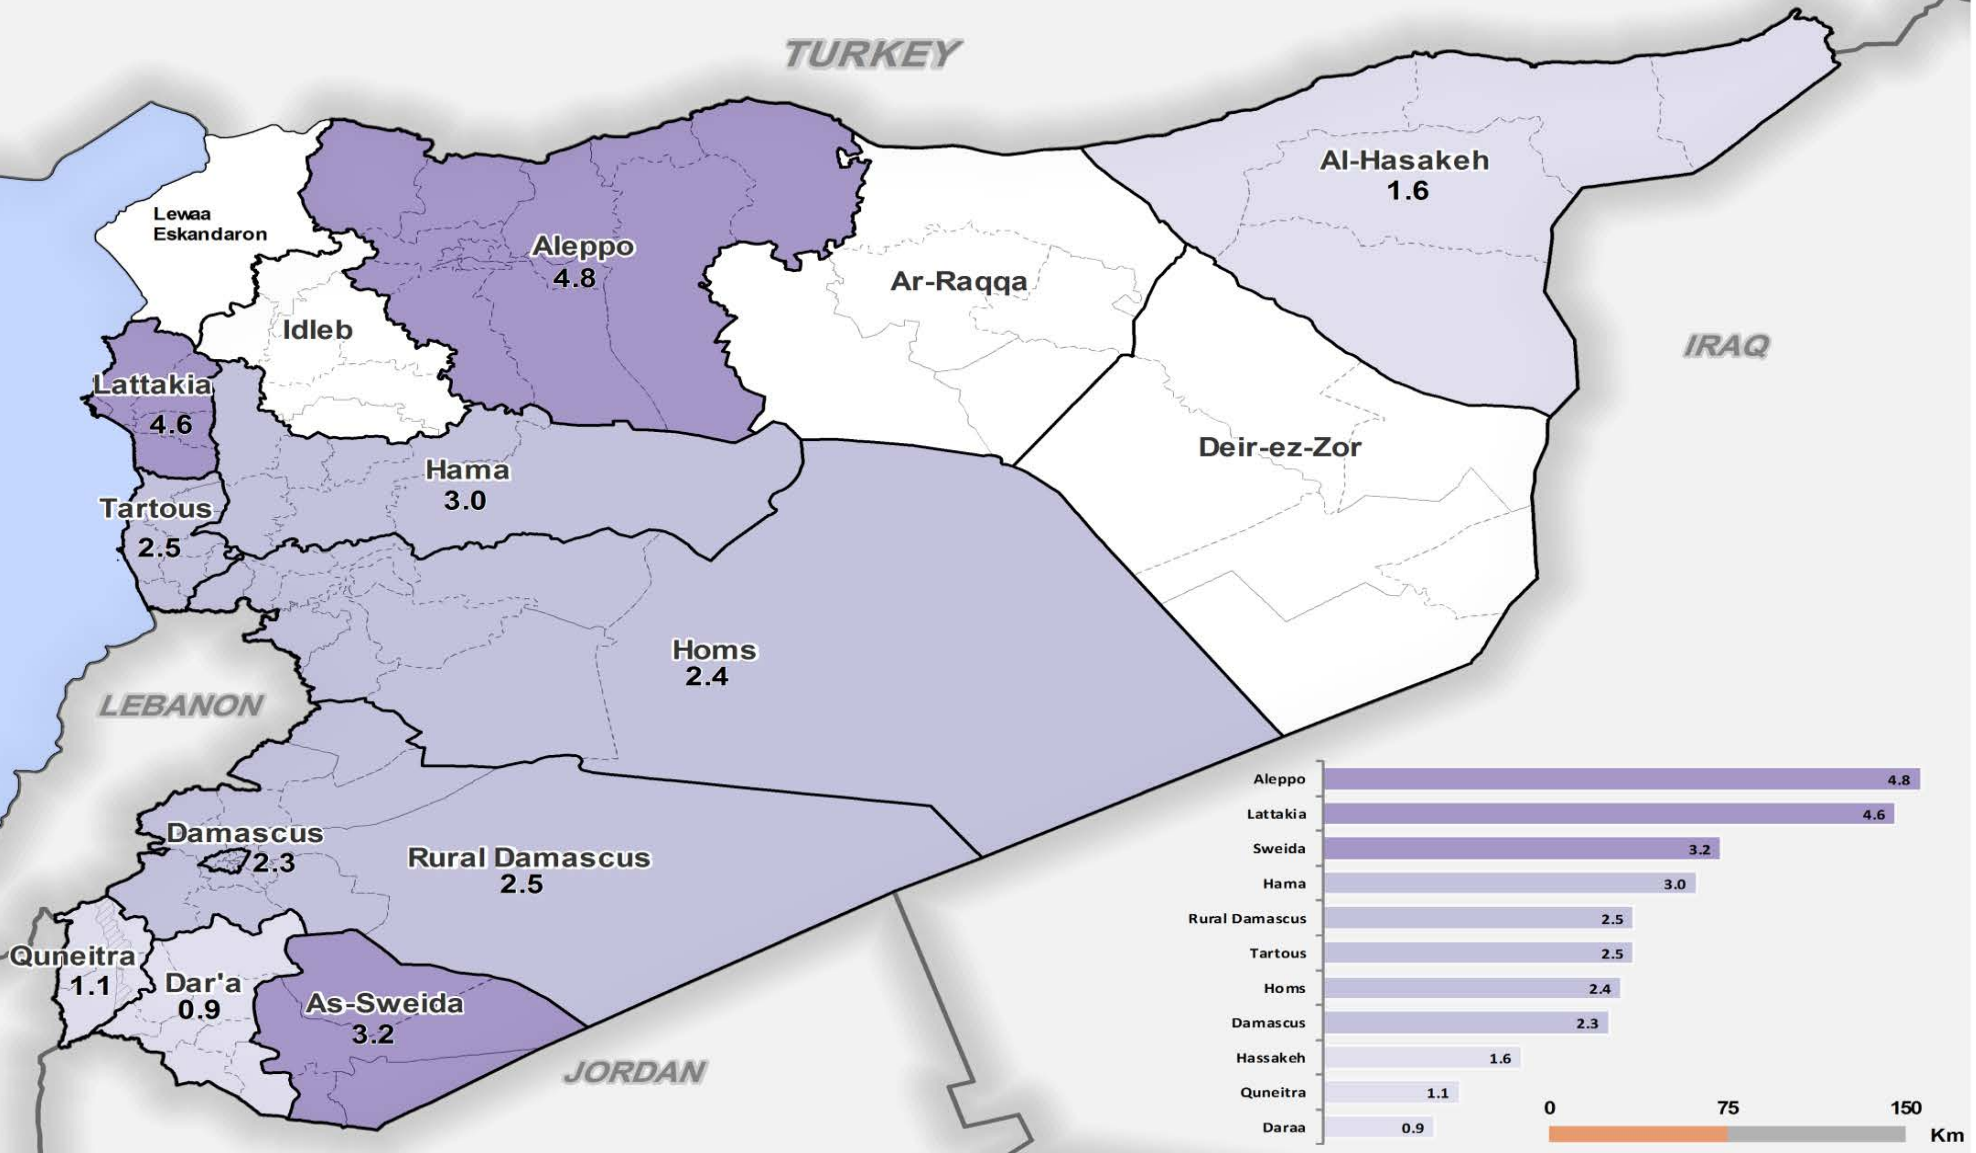 TURKEY
Al-Hasakeh
1.6
Lewaa
Eskandaron
Aleppo
4.8
Ar-Raqqa
Idleb
IRAQ
Lattakia
4.6
Deir-ez-Zor
Hama
3.0
Tartous
2.5
Homs
2.4
LEBANON
Damascus
2.3
Rural Damascus
2.5
Quneitra
1.1
Dar'a
0.9
As-Sweida
3.2
JORDAN
Aleppo 4.8
Lattakia 4.6
Sweida 3.2
Hama 3.0
Rural Damascus 2.5
Tartous 2.5
Homs 2.4
Damascus 2.3
Hassakeh 1.6
Quneitra 1.1
Daraa 0.9
0 75 150
Km